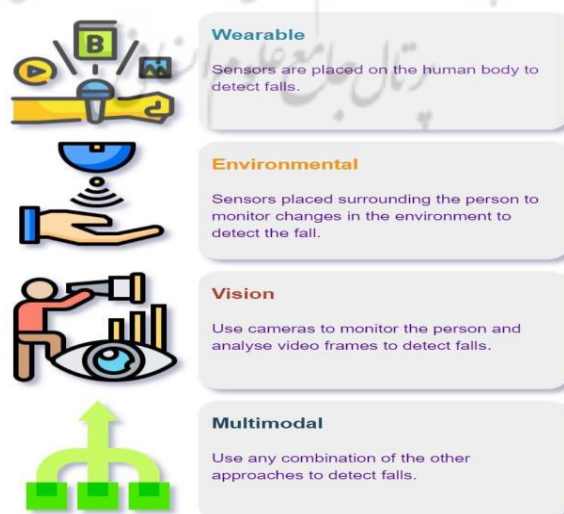 B
Wearable
Sensors are placed on the human body to
detect falls.
Environmental
Sensors placed surrounding the person to
monitor changes in the environment to
detect the fall.
Vision
Use cameras to monitor the person and
analyse video frames to detect falls.
Multimodal
Use any combination of the other
approaches to detect falls.